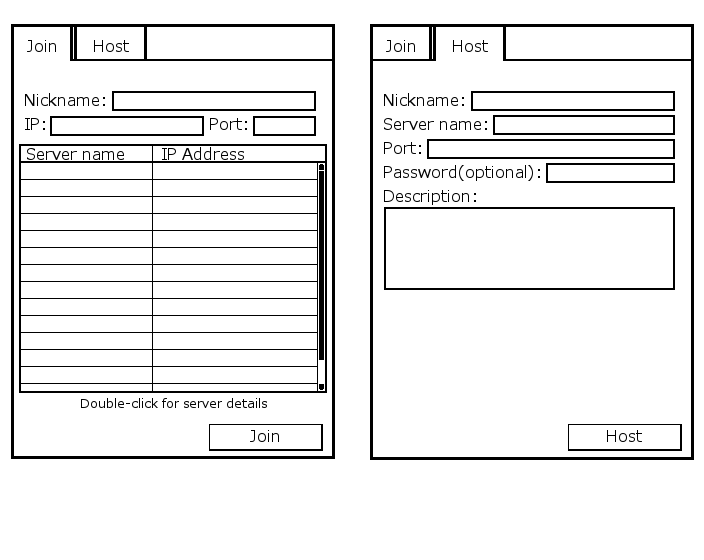 Join Host
Nickname:
IP: Port:
Server name IP Address
Double-click for server details
Join
Join Host
Nickname:
Server name:
Port:
Password(optional):
Description:
Host